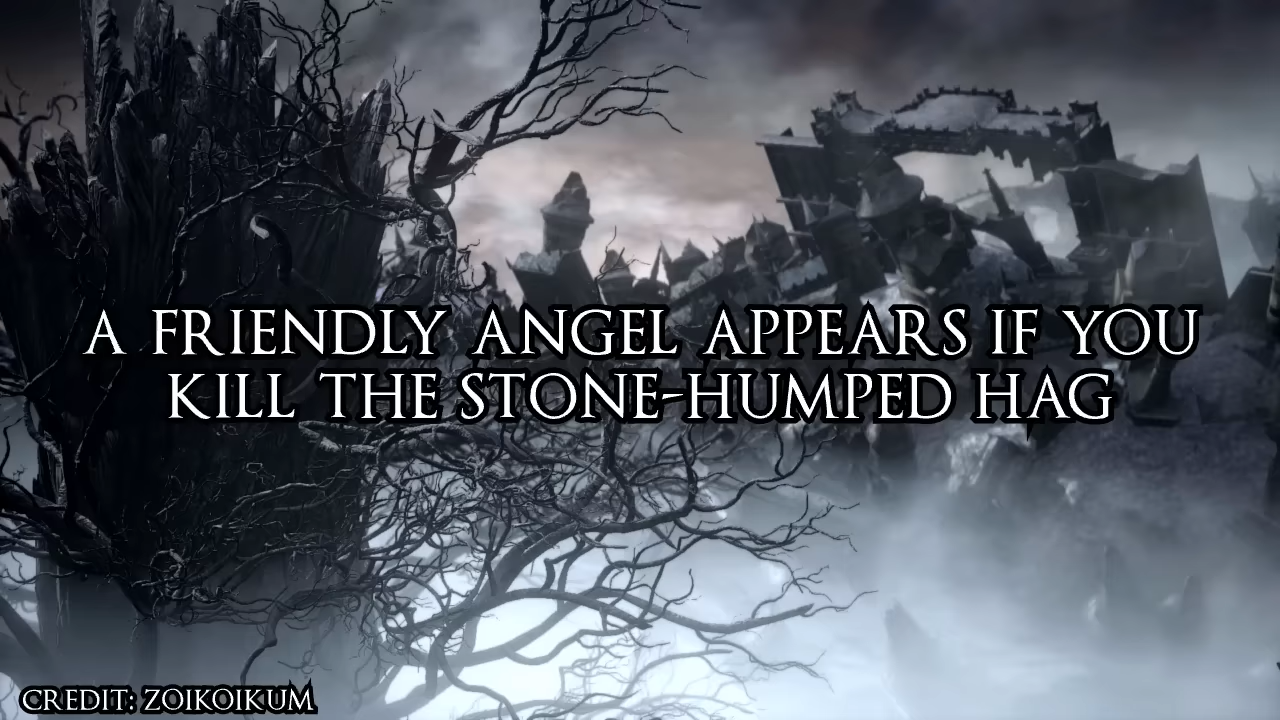 A FRIENDLY ANGEL APPEARS IF YOU
KILL THE STONE-HUMPED HAG
CREDIT: ZOIKOIKUM